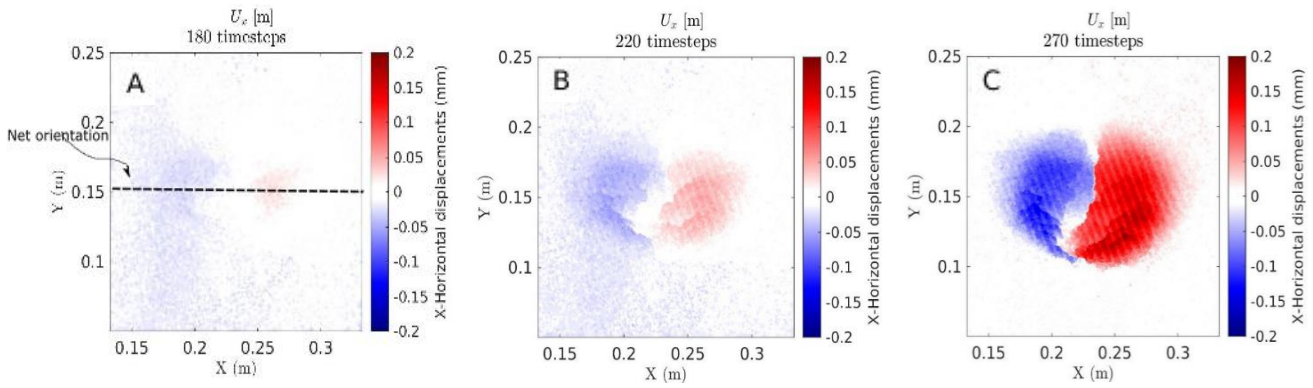 U_x [m]
180 timesteps
A
Net orientation
0.25
0.2
0.15
0.1
Y (m)
0.15
0.2
0.25
0.3
X (m)
0.2
0.15
0.1
0.05
0
-0.05
-0.1
-0.15
-0.2
X-Horizontal displacements (mm)
U_x [m]
220 timesteps
B
0.25
0.2
0.15
0.1
Y (m)
0.15
0.2
0.25
0.3
X (m)
0.2
0.15
0.1
0.05
0
-0.05
-0.1
-0.15
-0.2
X-Horizontal displacements (mm)
U_x [m]
270 timesteps
C
0.25
0.2
0.15
0.1
Y (m)
0.15
0.2
0.25
0.3
X (m)
0.2
0.15
0.1
0.05
0
-0.05
-0.1
-0.15
-0.2
X-Horizontal displacements (mm)